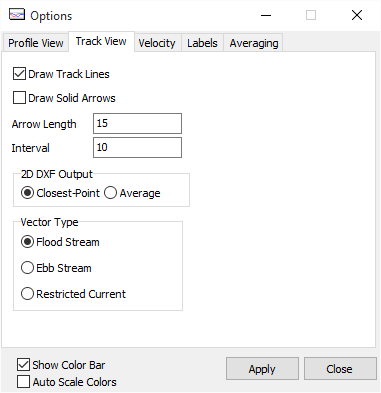 Options
Profile View Track View Velocity Labels Averaging
Draw Track Lines
Draw Solid Arrows
Arrow Length 15
Interval 10
2D DXF Output
Closest-Point Average
Vector Type
Flood Stream
Ebb Stream
Restricted Current
Show Color Bar
Auto Scale Colors
Apply Close